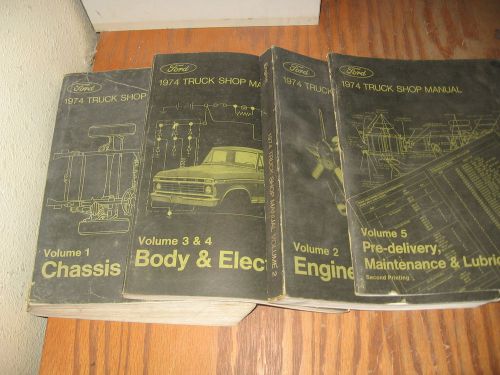 Ford
1974 TRUCK SHOP
Volume 1
Chassis
Ford
1974 TRUCK SHOP MA
Volume 3 & 4
Body & Elect
1974 TRUCK SHOP MANUAL VOLUME 2
Ford
1974 TRUCK
Volume 2
Engine
Ford
1974 TRUCK SHOP MANUAL
Volume 5
Pre-delivery,
Maintenance & Lubric
Second Printing